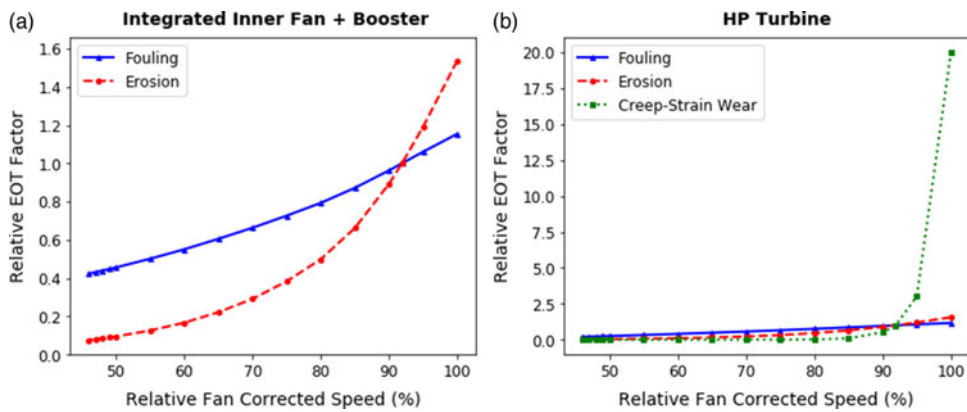 (a)
Integrated Inner Fan + Booster
Relative EOT Factor
1.6
1.4
1.2
1.0
0.8
0.6
0.4
0.2
0.0
Fouling
Erosion
50
60
70
80
90
100
Relative Fan Corrected Speed (%)
(b)
HP Turbine
Relative EOT Factor
20.0
17.5
15.0
12.5
10.0
7.5
5.0
2.5
0.0
Fouling
Erosion
Creep-Strain Wear
50
60
70
80
90
100
Relative Fan Corrected Speed (%)